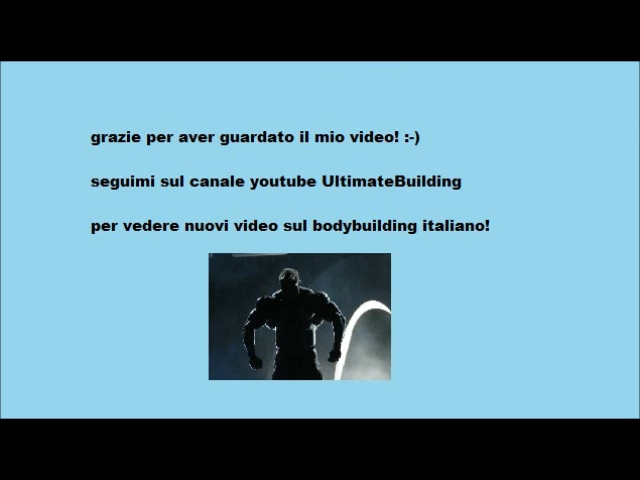 grazie per aver guardato il mio video! :-)
seguimi sul canale youtube UltimateBuilding
per vedere nuovi video sul bodybuilding italiano!